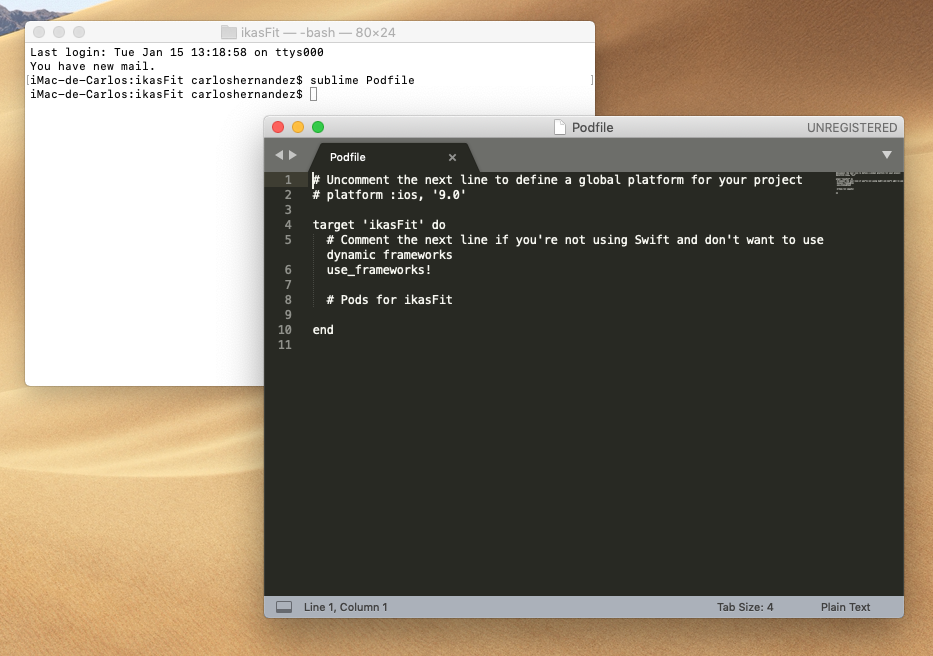 ikasFit — -bash — 80×24
Last login: Tue Jan 15 13:18:58 on ttys000
You have new mail.
[iMac-de-Carlos:ikasFit carloshernandez$ sublime Podfile ]
iMac-de-Carlos:ikasFit carloshernandez$
Podfile UNREGISTERED
Podfile ×
1 # Uncomment the next line to define a global platform for your project
2 # platform :ios, '9.0'
3
4 target 'ikasFit' do
5 # Comment the next line if you're not using Swift and don't want to use
dynamic frameworks
6 use_frameworks!
7
8 # Pods for ikasFit
9
10 end
11
Line 1, Column 1 Tab Size: 4 Plain Text